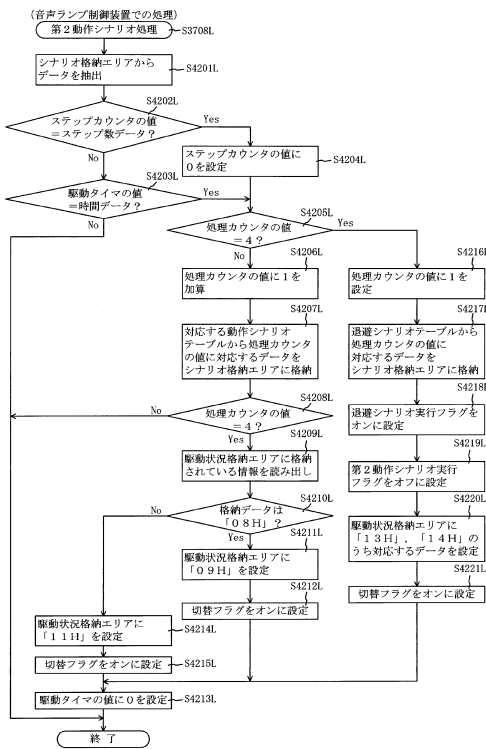 (音声ランプ制御装置での処理)
第2動作シナリオ処理
S3708L
シナリオ格納エリアから
データを抽出
S4201L
S4202L
ステップカウンタの値
=ステップ数データ?
Yes
No
ステップカウンタの値に
0を設定
S4204L
S4203L
駆動タイマの値
=時間データ?
Yes
No
S4205L
処理カウンタの値
=4?
Yes
No
S4206L
処理カウンタの値に1を
加算
S4216L
処理カウンタの値に1を
設定
S4207L
対応する動作シナリオ
テーブルから処理カウンタ
の値に対応するデータを
シナリオ格納エリアに格納
S4217L
退避シナリオテーブルから
処理カウンタの値に
対応するデータを
シナリオ格納エリアに格納
S4208L
処理カウンタの値
=4?
No
Yes
S4218L
退避シナリオ実行フラグを
オンに設定
S4209L
駆動状況格納エリアに格納
されている情報を読み出し
S4219L
第2動作シナリオ実行
フラグをオフに設定
S4210L
格納データは
「08H」?
No
Yes
S4220L
駆動状況格納エリアに
「13H」,「14H」の
うち対応するデータを設定
S4211L
駆動状況格納エリアに
「09H」を設定
S4221L
切替フラグをオンに設定
S4212L
切替フラグをオンに設定
駆動状況格納エリアに
「11H」を設定
S4214L
切替フラグをオンに設定
S4215L
駆動タイマの値に0を設定
S4213L
終了